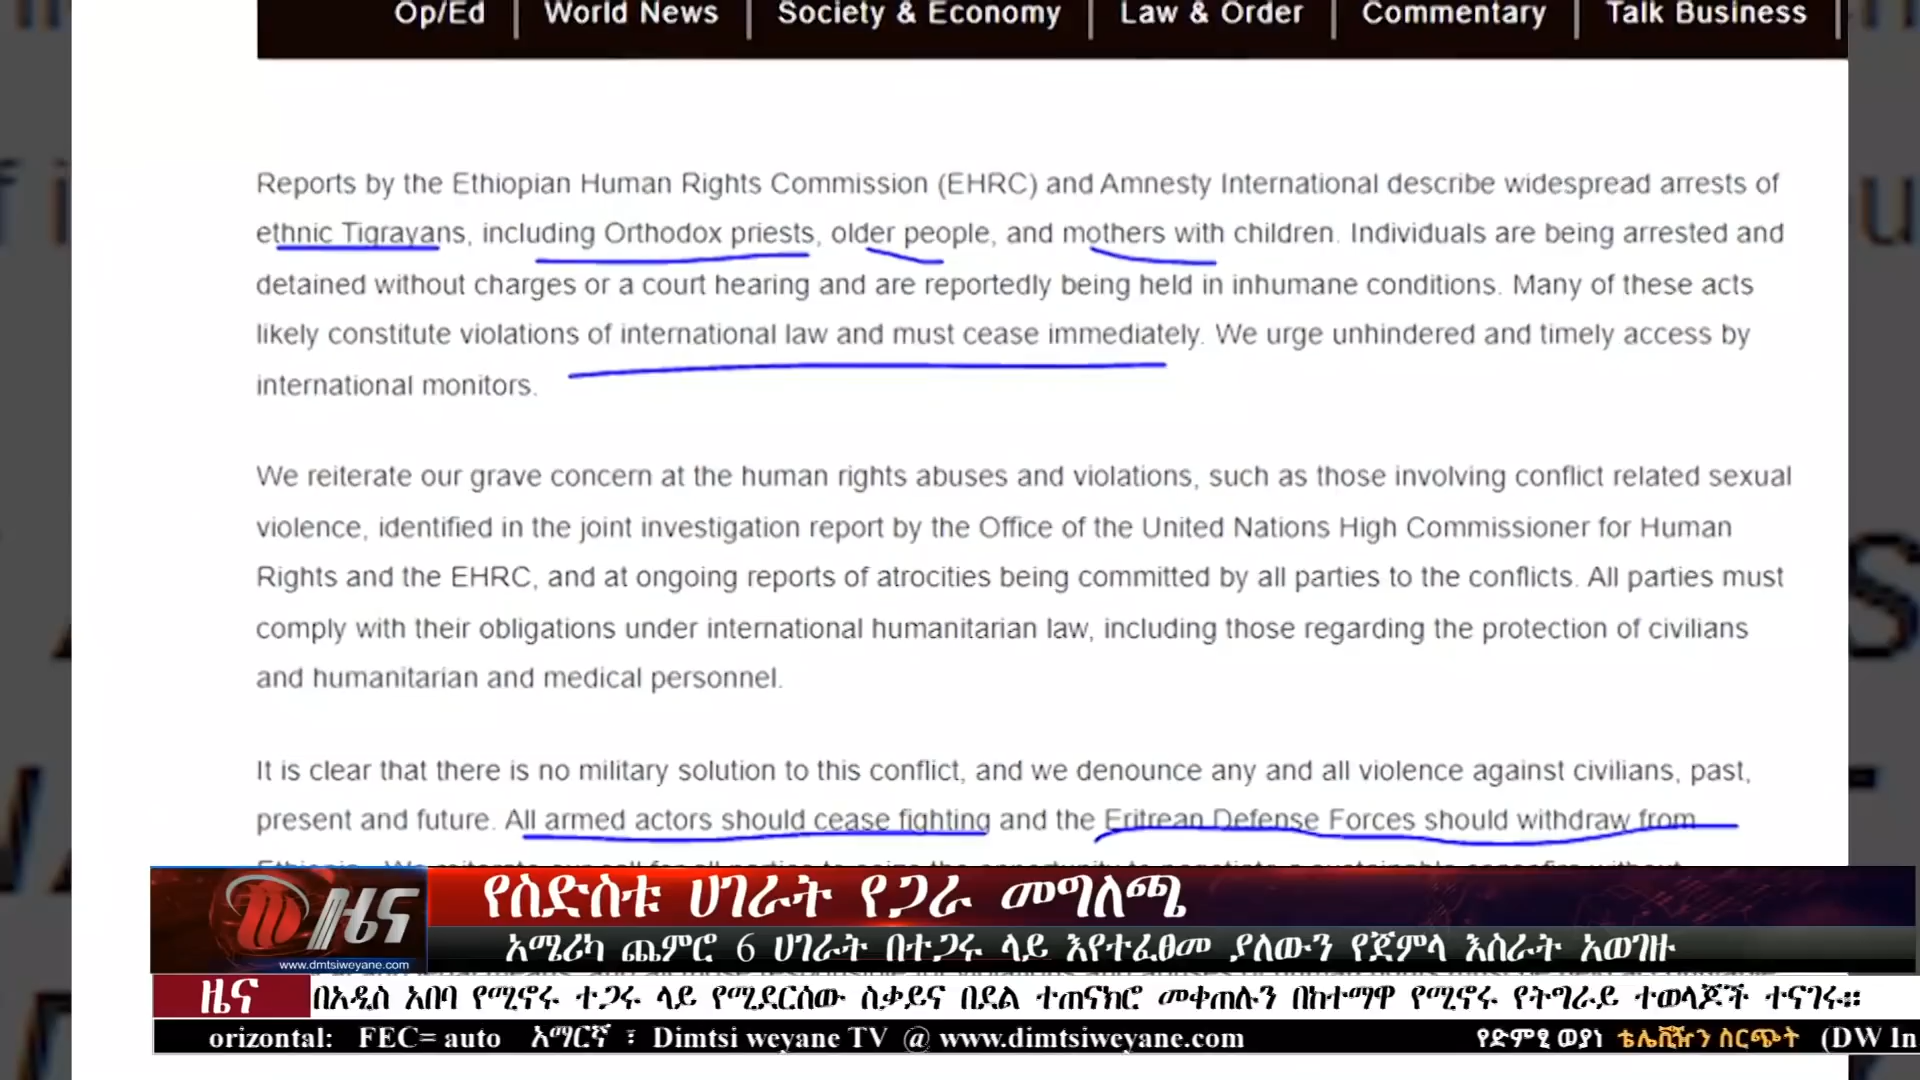 Op/Ed | World News | Society & Economy | Law & Order | Commentary | Talk Business |
Reports by the Ethiopian Human Rights Commission (EHRC) and Amnesty International describe widespread arrests of
ethnic Tigrayans, including Orthodox priests, older people, and mothers with children. Individuals are being arrested and
detained without charges or a court hearing and are reportedly being held in inhumane conditions. Many of these acts
likely constitute violations of international law and must cease immediately. We urge unhindered and timely access by
international monitors.
We reiterate our grave concern at the human rights abuses and violations, such as those involving conflict related sexual
violence, identified in the joint investigation report by the Office of the United Nations High Commissioner for Human
Rights and the EHRC, and at ongoing reports of atrocities being committed by all parties to the conflicts. All parties must
comply with their obligations under international humanitarian law, including those regarding the protection of civilians
and humanitarian and medical personnel.
It is clear that there is no military solution to this conflict, and we denounce any and all violence against civilians, past,
present and future. All armed actors should cease fighting and the Eritrean Defense Forces should withdraw from
ዜና
www.dmtsiweyane.com
የስድስቱ ሀገራት የጋራ መግለጫ
አሜሪካ ጨምሮ 6 ሀገራት በተጋሩ ላይ እየተፈፀመ ያለውን የጀምላ እስራት አወገዙ
ዜና በአዲስ አበባ የሚኖሩ ተጋሩ ላይ የሚደርሰው ስቃይና በደል ተጠናክሮ መቀጠሉን በከተማዋ የሚኖሩ የትግራይ ተወላጆች ተናገሩ።
orizontal: FEC= auto አማርኛ ፣ Dimtsi weyane TV @ www.dimtsiweyane.com የድምፂ ወያነ ቴሌቪዥን ስርጭት (DW In